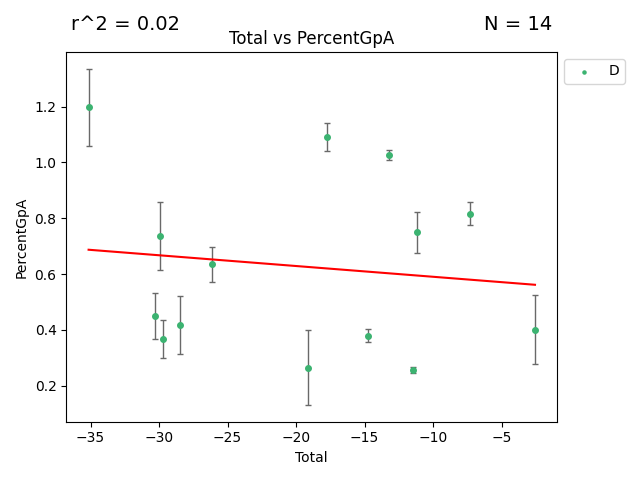 r^2 = 0.02
N = 14
Total vs PercentGpA
D
PercentGpA
1.2
1.0
0.8
0.6
0.4
0.2
−35
−30
−25
−20
−15
−10
−5
Total